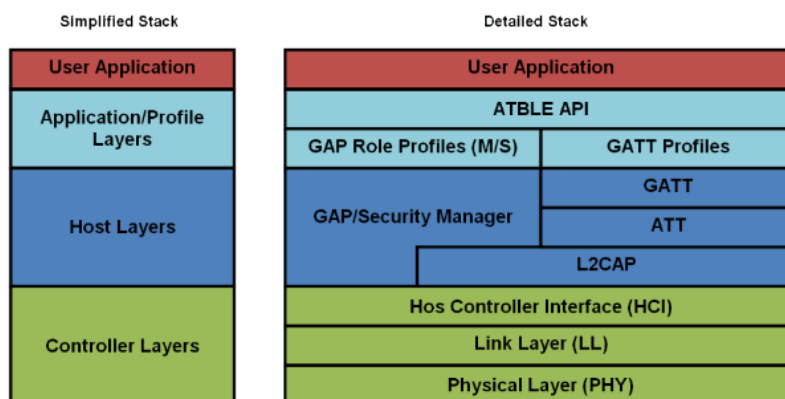 Simplified Stack
Detailed Stack
User Application
Application/Profile
Layers
Host Layers
Controller Layers
User Application
ATBLE API
GAP Role Profiles (M/S)
GATT Profiles
GAP/Security Manager
GATT
ATT
L2CAP
Hos Controller Interface (HCI)
Link Layer (LL)
Physical Layer (PHY)